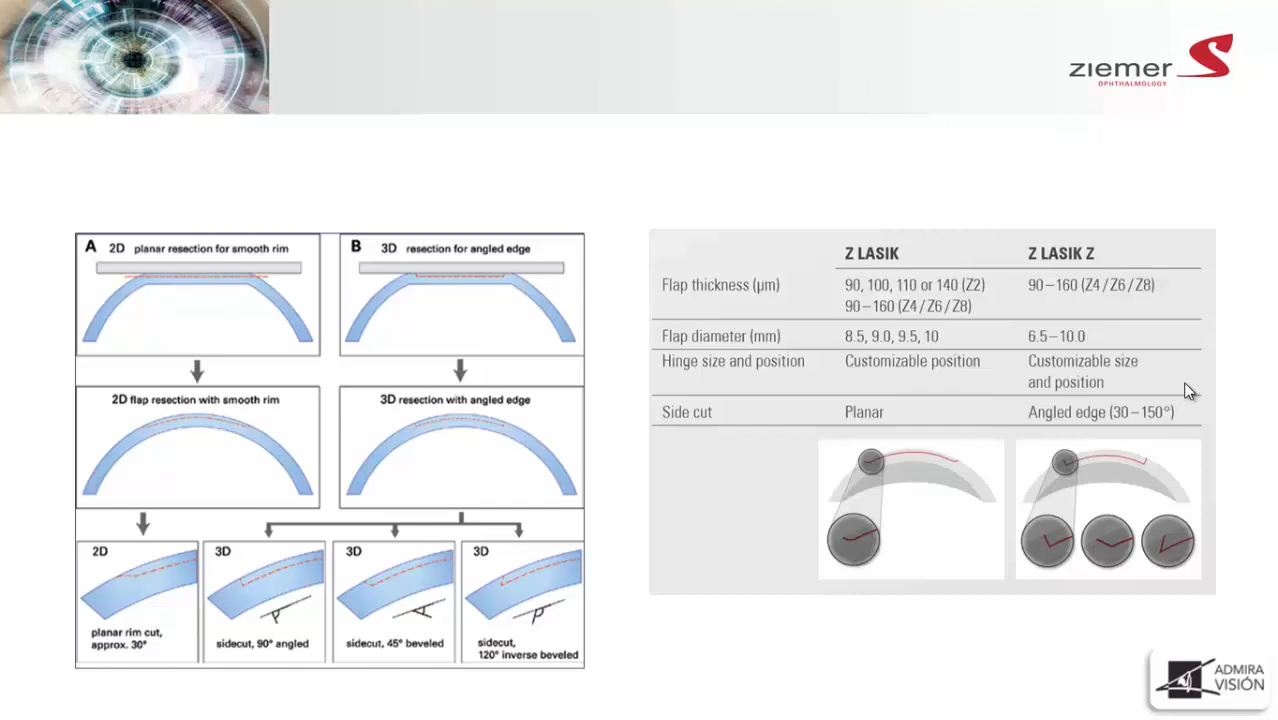 ziemer
OPHTHALMOLOGY
A 2D planar resection for smooth rim
B 3D resection for angled edge
2D flap resection with smooth rim
3D resection with angled edge
2D
planar rim cut,
approx. 30°
3D
sidecut, 90° angled
3D
sidecut, 45° beveled
3D
sidecut,
120° inverse beveled
Z LASIK Z LASIK Z
Flap thickness (µm) 90, 100, 110 or 140 (Z2) 90–160 (Z4/Z6/Z8)
90–160 (Z4/Z6/Z8)
Flap diameter (mm) 8.5, 9.0, 9.5, 10 6.5–10.0
Hinge size and position Customizable position Customizable size
and position
Side cut Planar Angled edge (30–150°)
ADMIRA
VISIÓN